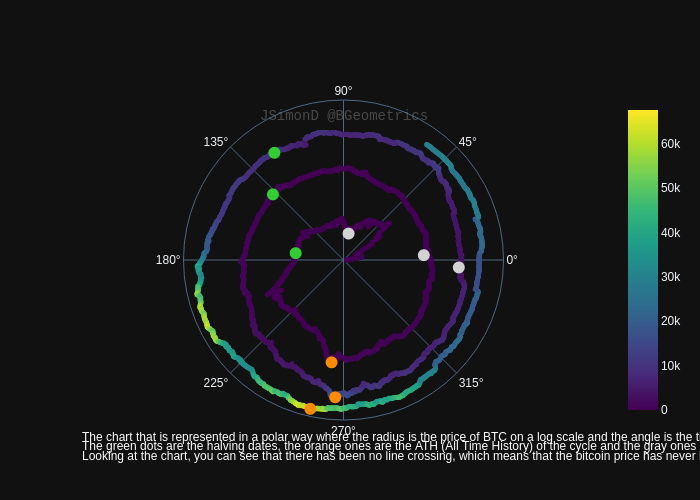 90°
JSimonD @BGeometrics
135°
45°
180°
0°
225°
315°
270°
60k
50k
40k
30k
20k
10k
0
The chart that is represented in a polar way where the radius is the price of BTC on a log scale and the angle is the
The green dots are the halving dates, the orange ones are the ATH (All Time History) of the cycle and the gray ones
Looking at the chart, you can see that there has been no line crossing, which means that the bitcoin price has never